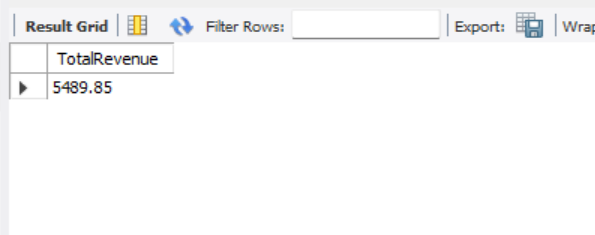 Result Grid Filter Rows: Export: Wrap
TotalRevenue
5489.85